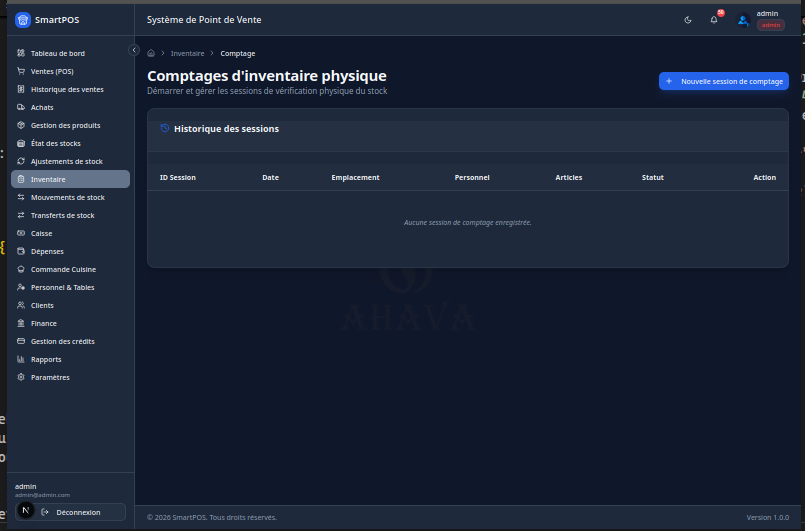 SmartPOS
Système de Point de Vente
admin
admin
Tableau de bord
Ventes (POS)
Historique des ventes
Achats
Gestion des produits
État des stocks
Ajustements de stock
Inventaire
Mouvements de stock
Transferts de stock
Caisse
Dépenses
Commande Cuisine
Personnel & Tables
Clients
Finance
Gestion des crédits
Rapports
Paramètres
admin
admin@admin.com
N
Déconnexion
Inventaire
Comptage
Comptages d'inventaire physique
Démarrer et gérer les sessions de vérification physique du stock
+ Nouvelle session de comptage
Historique des sessions
ID Session Date Emplacement Personnel Articles Statut Action
Aucune session de comptage enregistrée.
AHAVA
© 2026 SmartPOS. Tous droits réservés.
Version 1.0.0